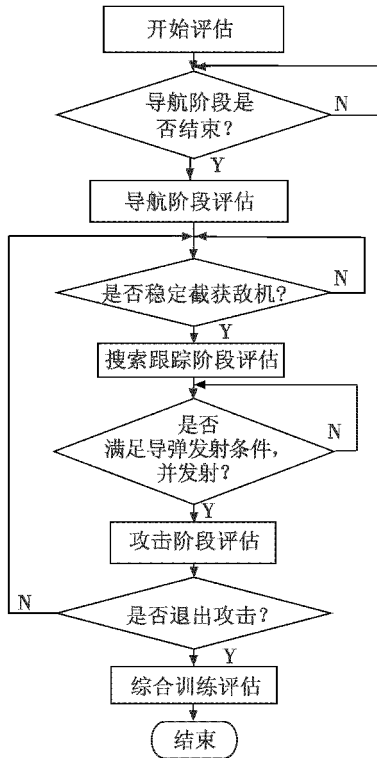 开始评估
导航阶段是
否结束?
N
Y
导航阶段评估
是否稳定截获敌机?
N
Y
搜索跟踪阶段评估
是否
满足导弹发射条件,
并发射?
N
Y
攻击阶段评估
N
是否退出攻击?
Y
综合训练评估
结束